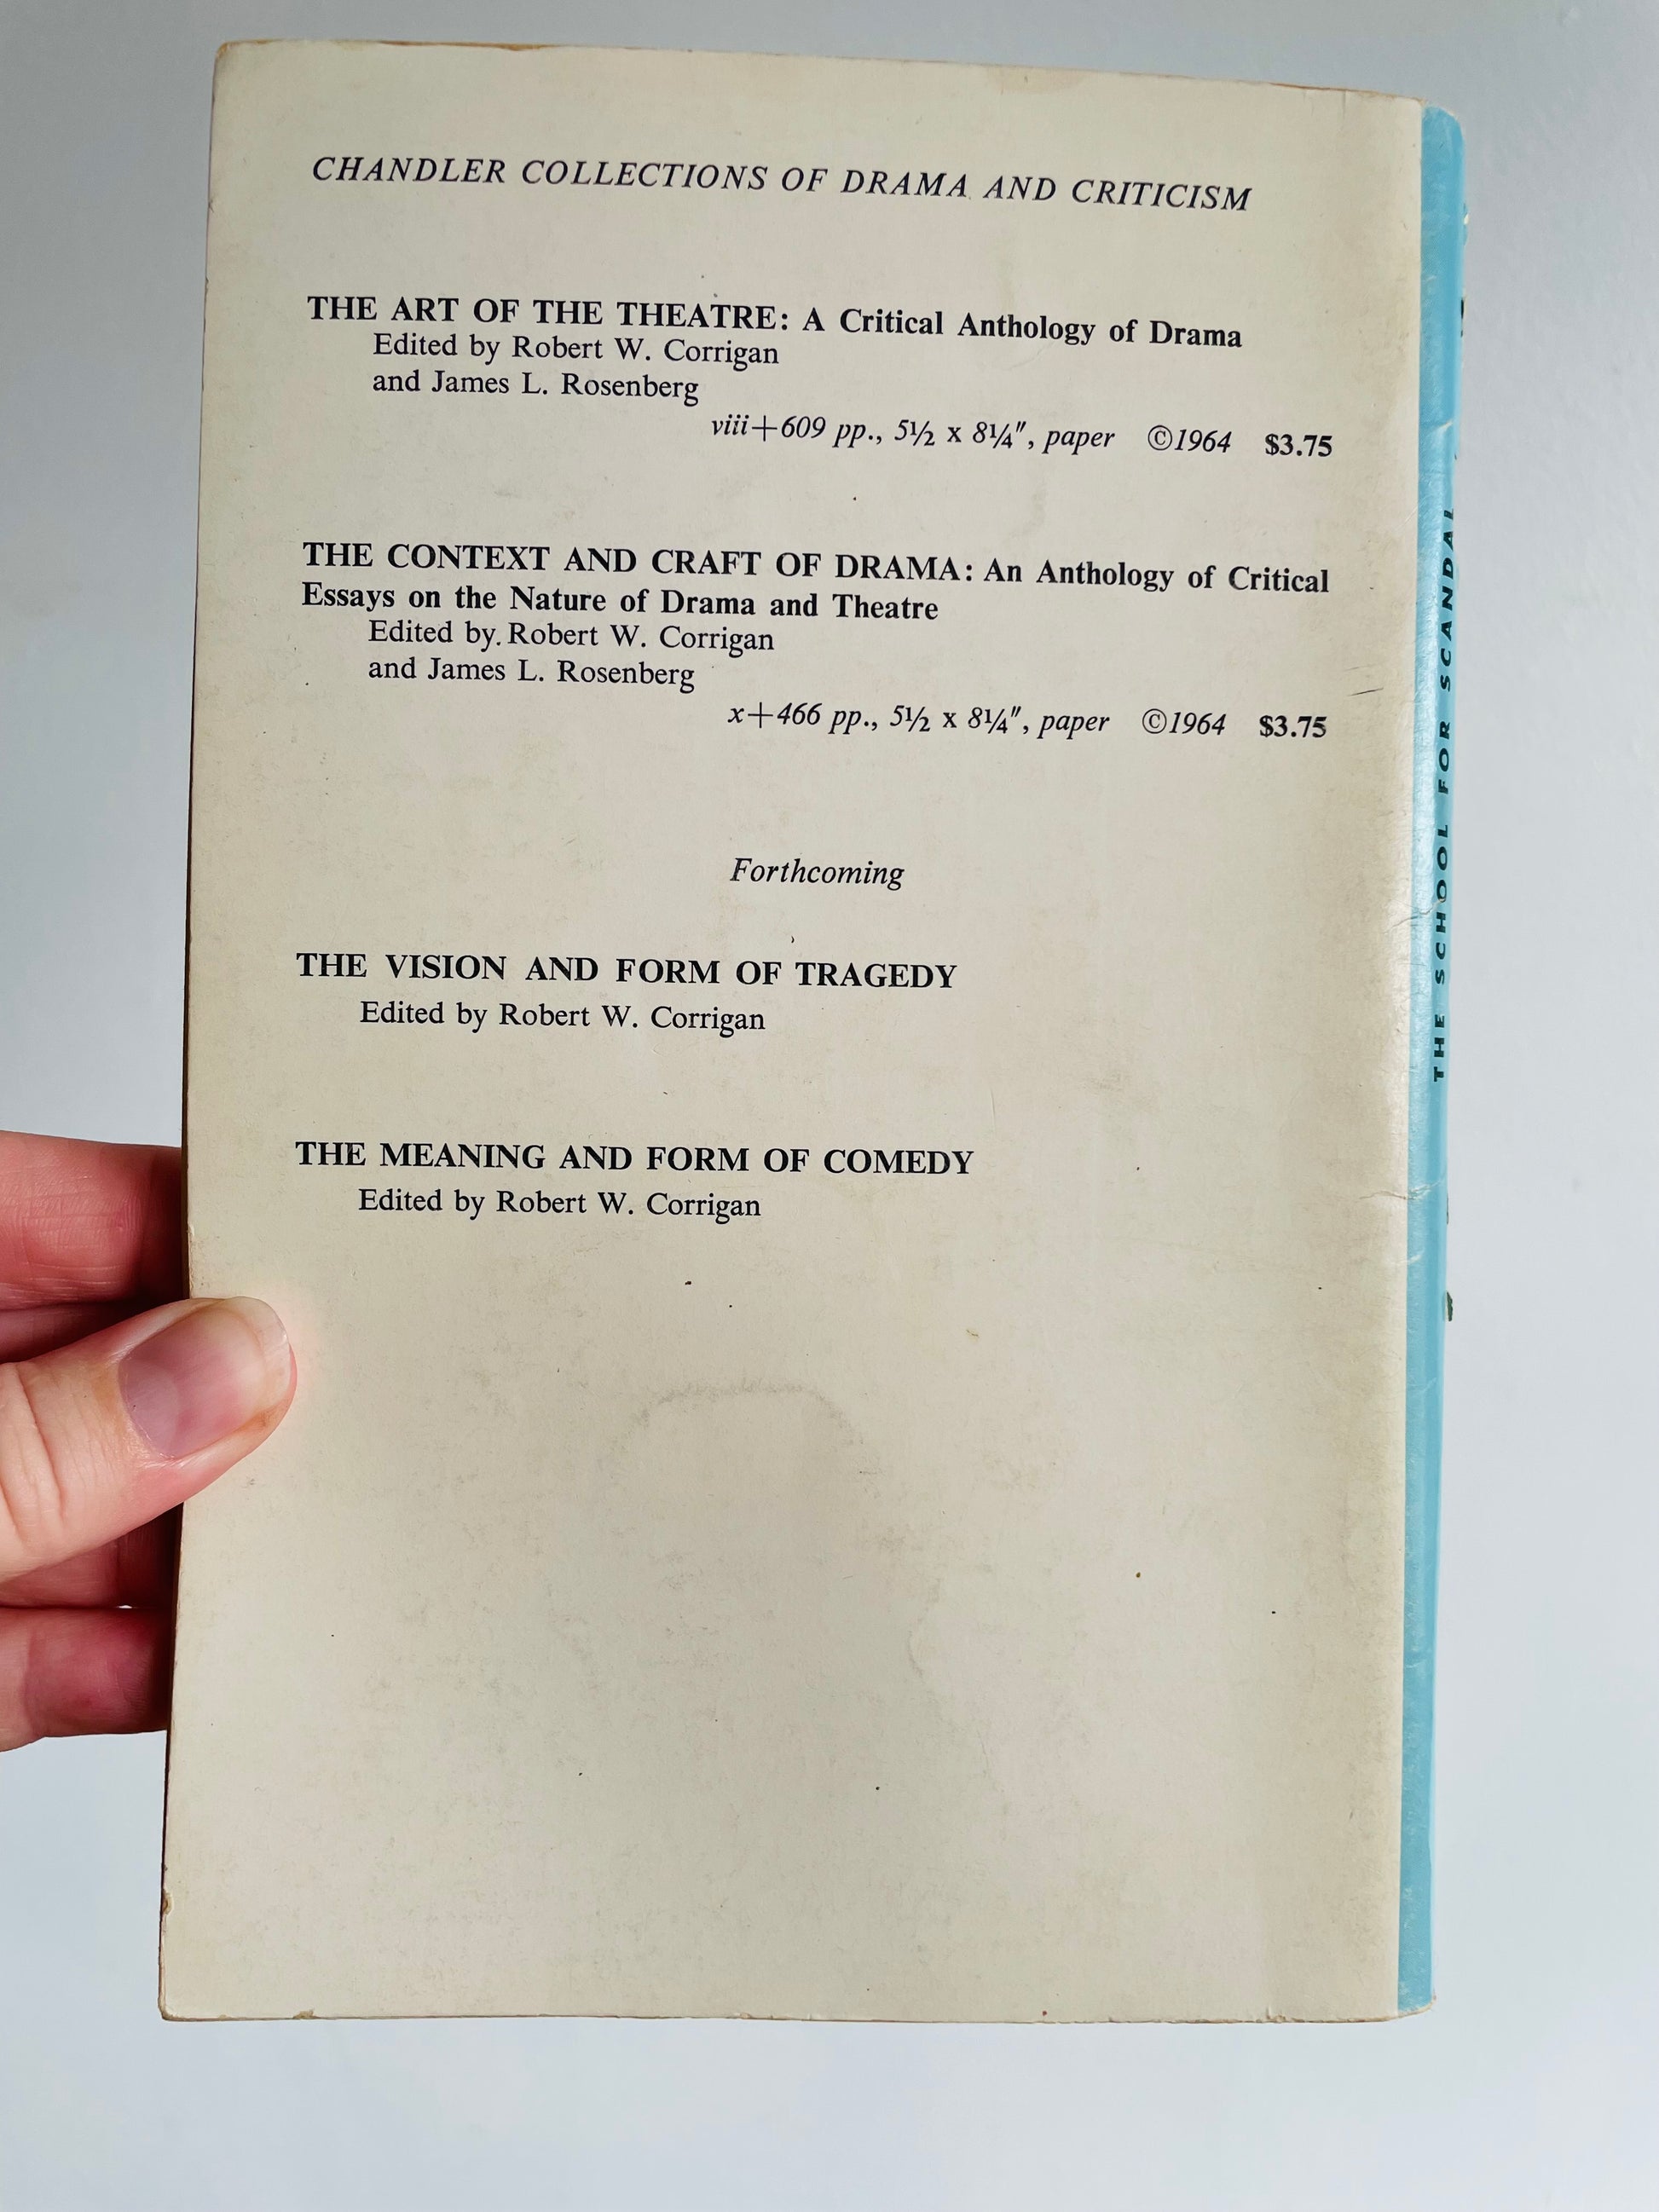 CHANDLER COLLECTIONS OF DRAMA AND CRITICISM
THE ART OF THE THEATRE: A Critical Anthology of Drama
Edited by Robert W. Corrigan
and James L. Rosenberg
viii+609 pp., 5½ x 8¼", paper ©1964 $3.75
THE CONTEXT AND CRAFT OF DRAMA: An Anthology of Critical
Essays on the Nature of Drama and Theatre
Edited by Robert W. Corrigan
and James L. Rosenberg
x+466 pp., 5½ x 8¼", paper ©1964 $3.75
Forthcoming
THE VISION AND FORM OF TRAGEDY
Edited by Robert W. Corrigan
THE MEANING AND FORM OF COMEDY
Edited by Robert W. Corrigan
THE SCHOOL FOR SCANDAL